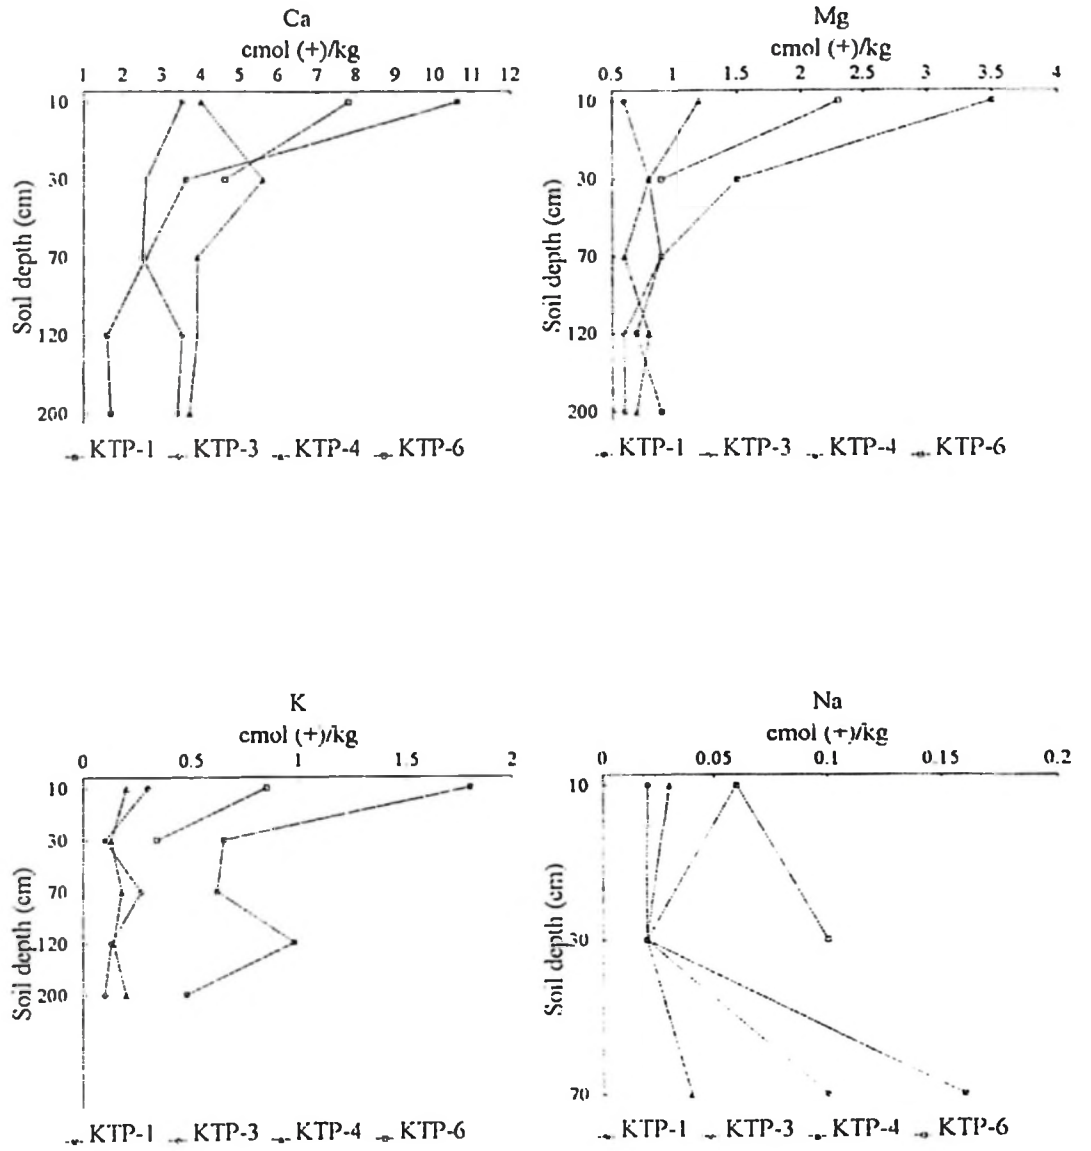 Ca
cmol (+)/kg
1 2 3 4 5 6 7 8 9 10 11 12
10
30
70
120
200
Soil depth (cm)
KTP-1 KTP-3 KTP-4 KTP-6
Mg
cmol (+)/kg
0.5 1 1.5 2 2.5 3 3.5 4
10
30
70
120
200
Soil depth (cm)
KTP-1 KTP-3 KTP-4 KTP-6
K
cmol (+)/kg
0 0.5 1 1.5 2
10
30
70
120
200
Soil depth (cm)
KTP-1 KTP-3 KTP-4 KTP-6
Na
cmol (+)/kg
0 0.05 0.1 0.15 0.2
10
30
70
Soil depth (cm)
KTP-1 KTP-3 KTP-4 KTP-6